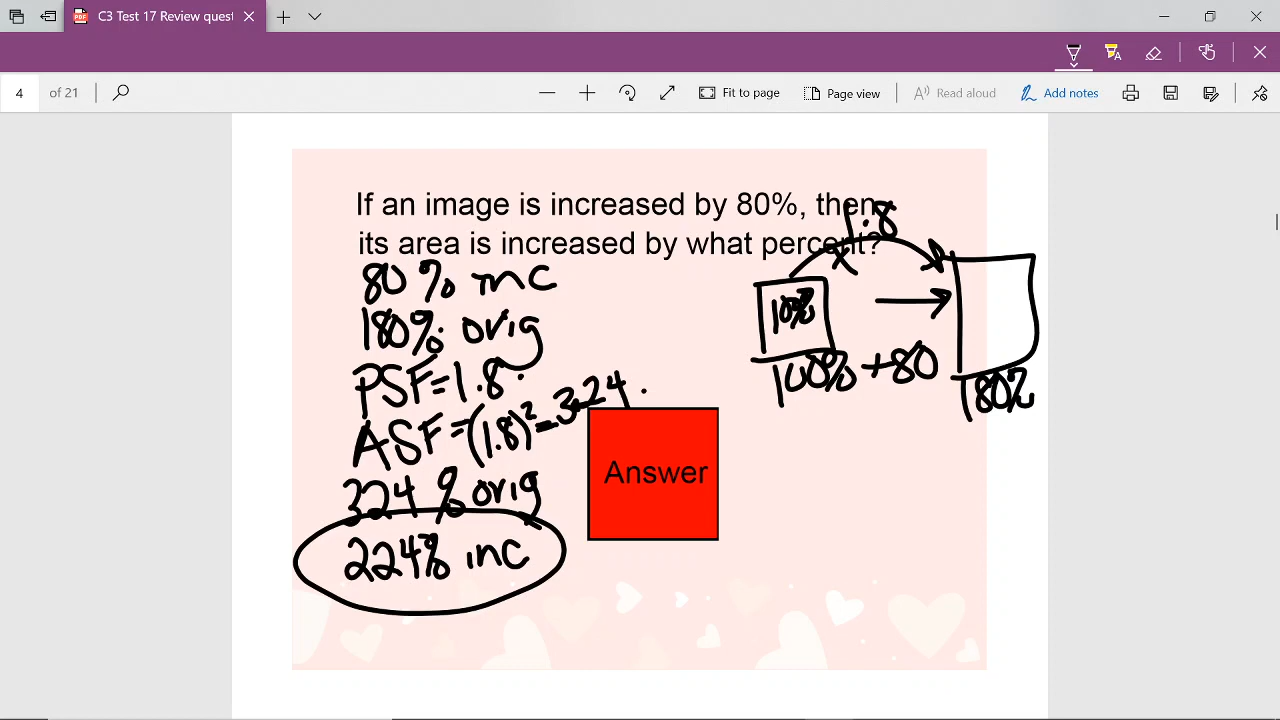 C3 Test 17 Review quest
4 of 21
Fit to page
Page view
Read aloud
Add notes
If an image is increased by 80%, then
its area is increased by what percent?
80% inc
180% orig
PSF=1.8
ASF=(1.8)²=3.24
324% orig
224% inc
Answer
x 1.8
100% +80
180%